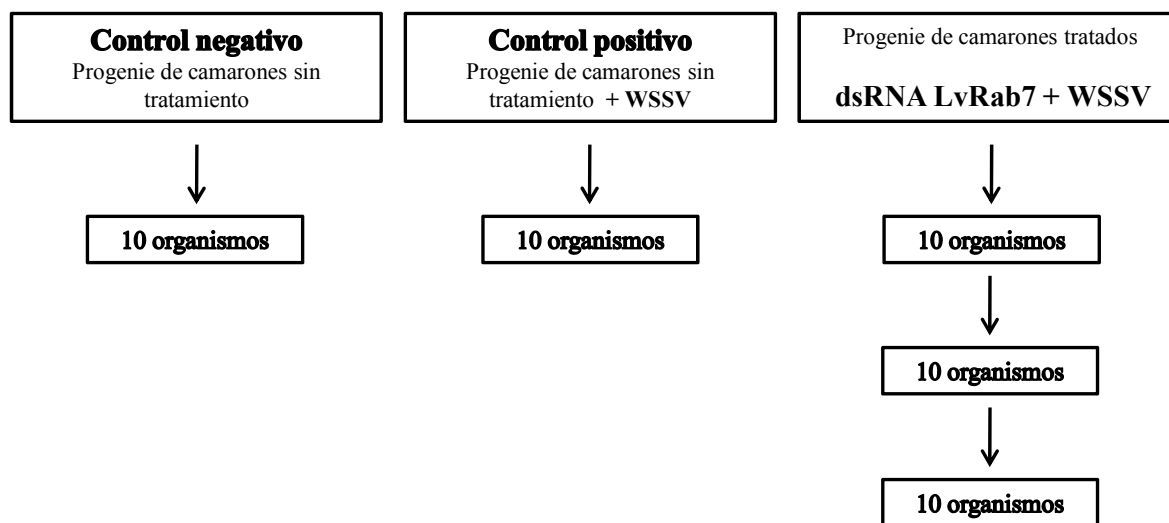 Control negativo
Progenie de camarones sin
tratamiento
10 organismos
Control positivo
Progenie de camarones sin
tratamiento + WSSV
10 organismos
Progenie de camarones tratados
dsRNA LvRab7 + WSSV
10 organismos
10 organismos
10 organismos